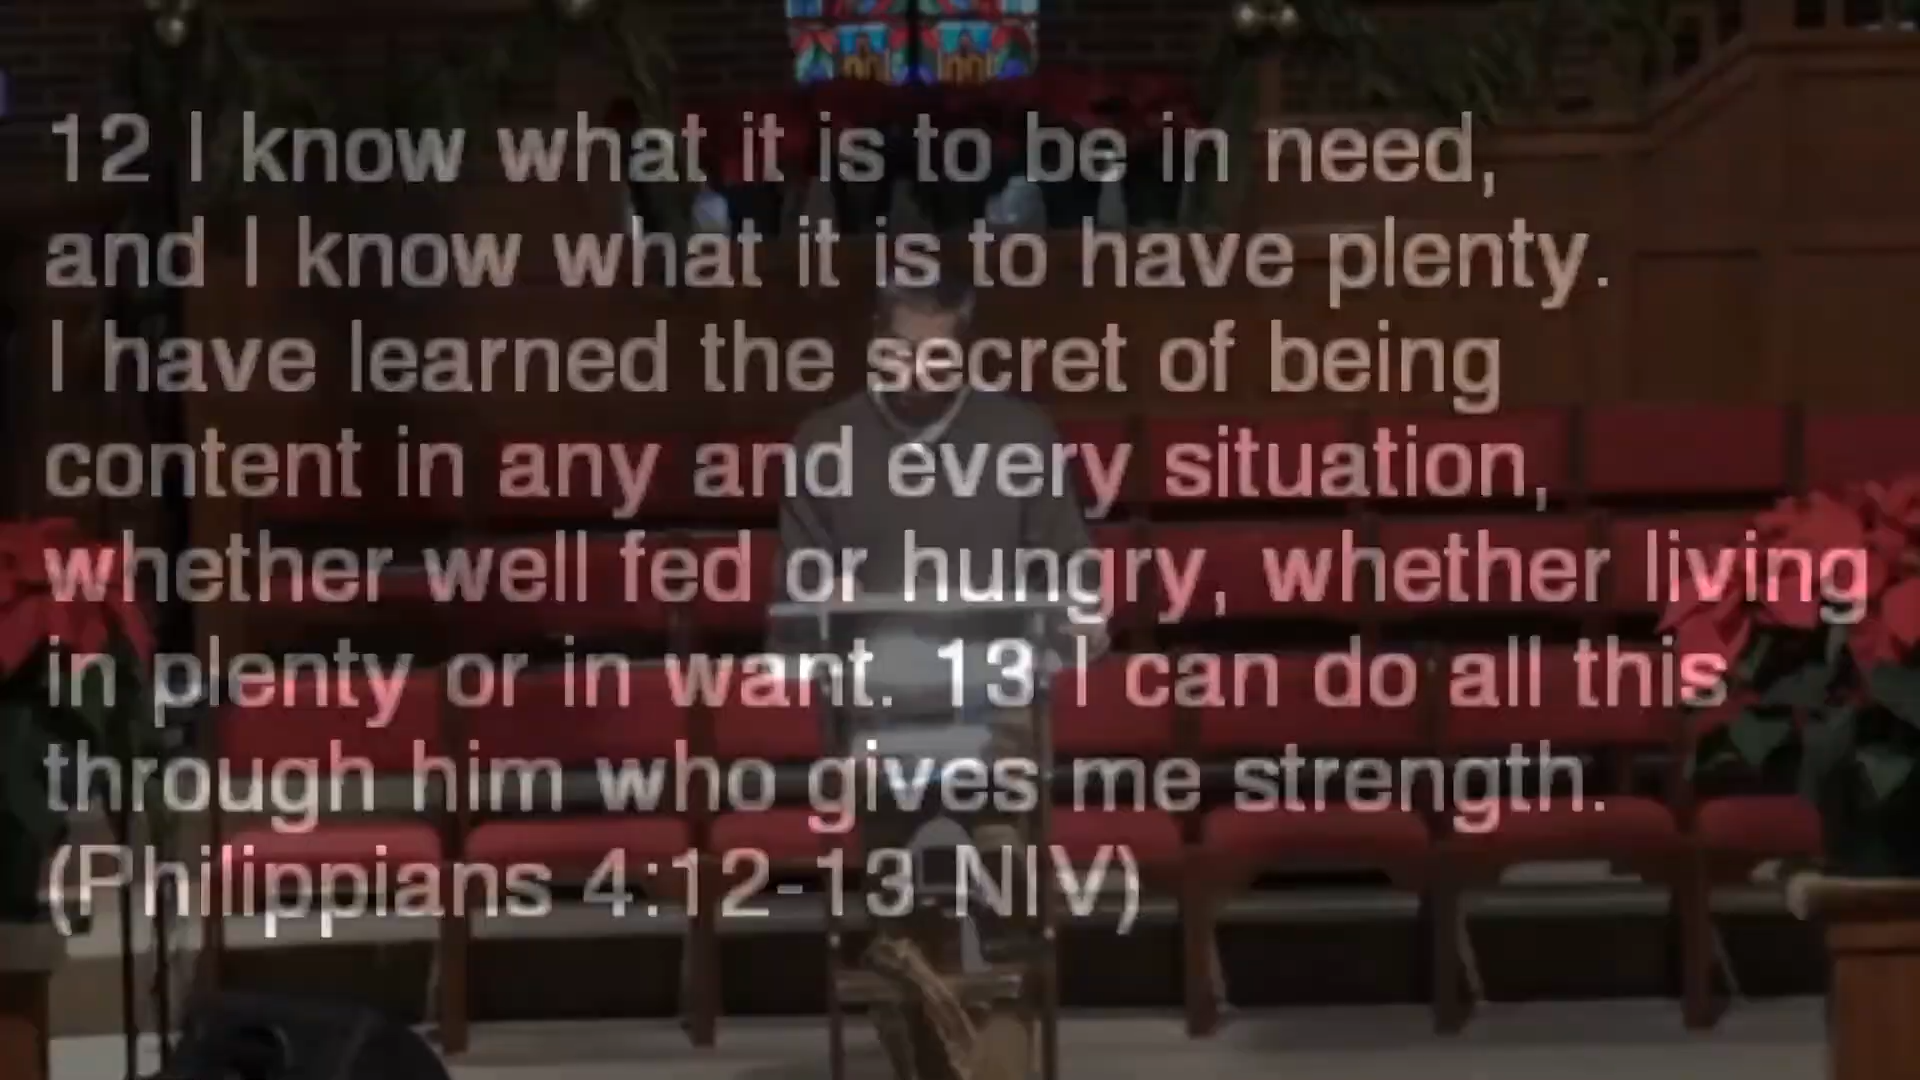 12 I know what it is to be in need,
and I know what it is to have plenty.
I have learned the secret of being
content in any and every situation,
whether well fed or hungry, whether living
in plenty or in want. 13 I can do all this
through him who gives me strength.
(Philippians 4:12-13 NIV)